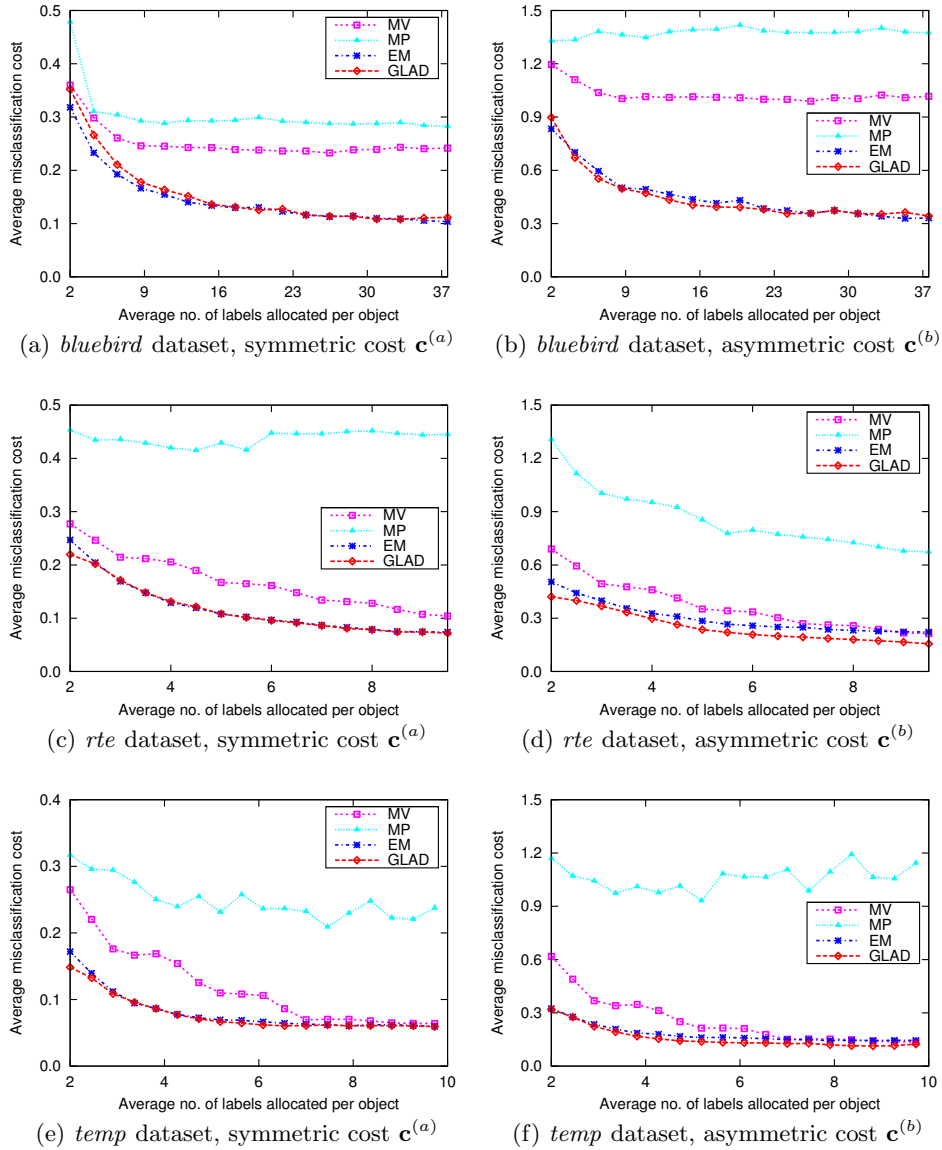 Average misclassification cost
0.5
0.4
0.3
0.2
0.1
0.0
MV
MP
EM
GLAD
2 9 16 23 30 37
Average no. of labels allocated per object
(a) bluebird dataset, symmetric cost c^(a)
Average misclassification cost
1.5
1.2
0.9
0.6
0.3
0.0
MV
MP
EM
GLAD
2 9 16 23 30 37
Average no. of labels allocated per object
(b) bluebird dataset, asymmetric cost c^(b)
Average misclassification cost
0.5
0.4
0.3
0.2
0.1
0.0
MV
MP
EM
GLAD
2 4 6 8
Average no. of labels allocated per object
(c) rte dataset, symmetric cost c^(a)
Average misclassification cost
1.5
1.2
0.9
0.6
0.3
0.0
MV
MP
EM
GLAD
2 4 6 8
Average no. of labels allocated per object
(d) rte dataset, asymmetric cost c^(b)
Average misclassification cost
0.4
0.3
0.2
0.1
0.0
MV
MP
EM
GLAD
2 4 6 8 10
Average no. of labels allocated per object
(e) temp dataset, symmetric cost c^(a)
Average misclassification cost
1.5
1.2
0.9
0.6
0.3
0.0
MV
MP
EM
GLAD
2 4 6 8 10
Average no. of labels allocated per object
(f) temp dataset, asymmetric cost c^(b)